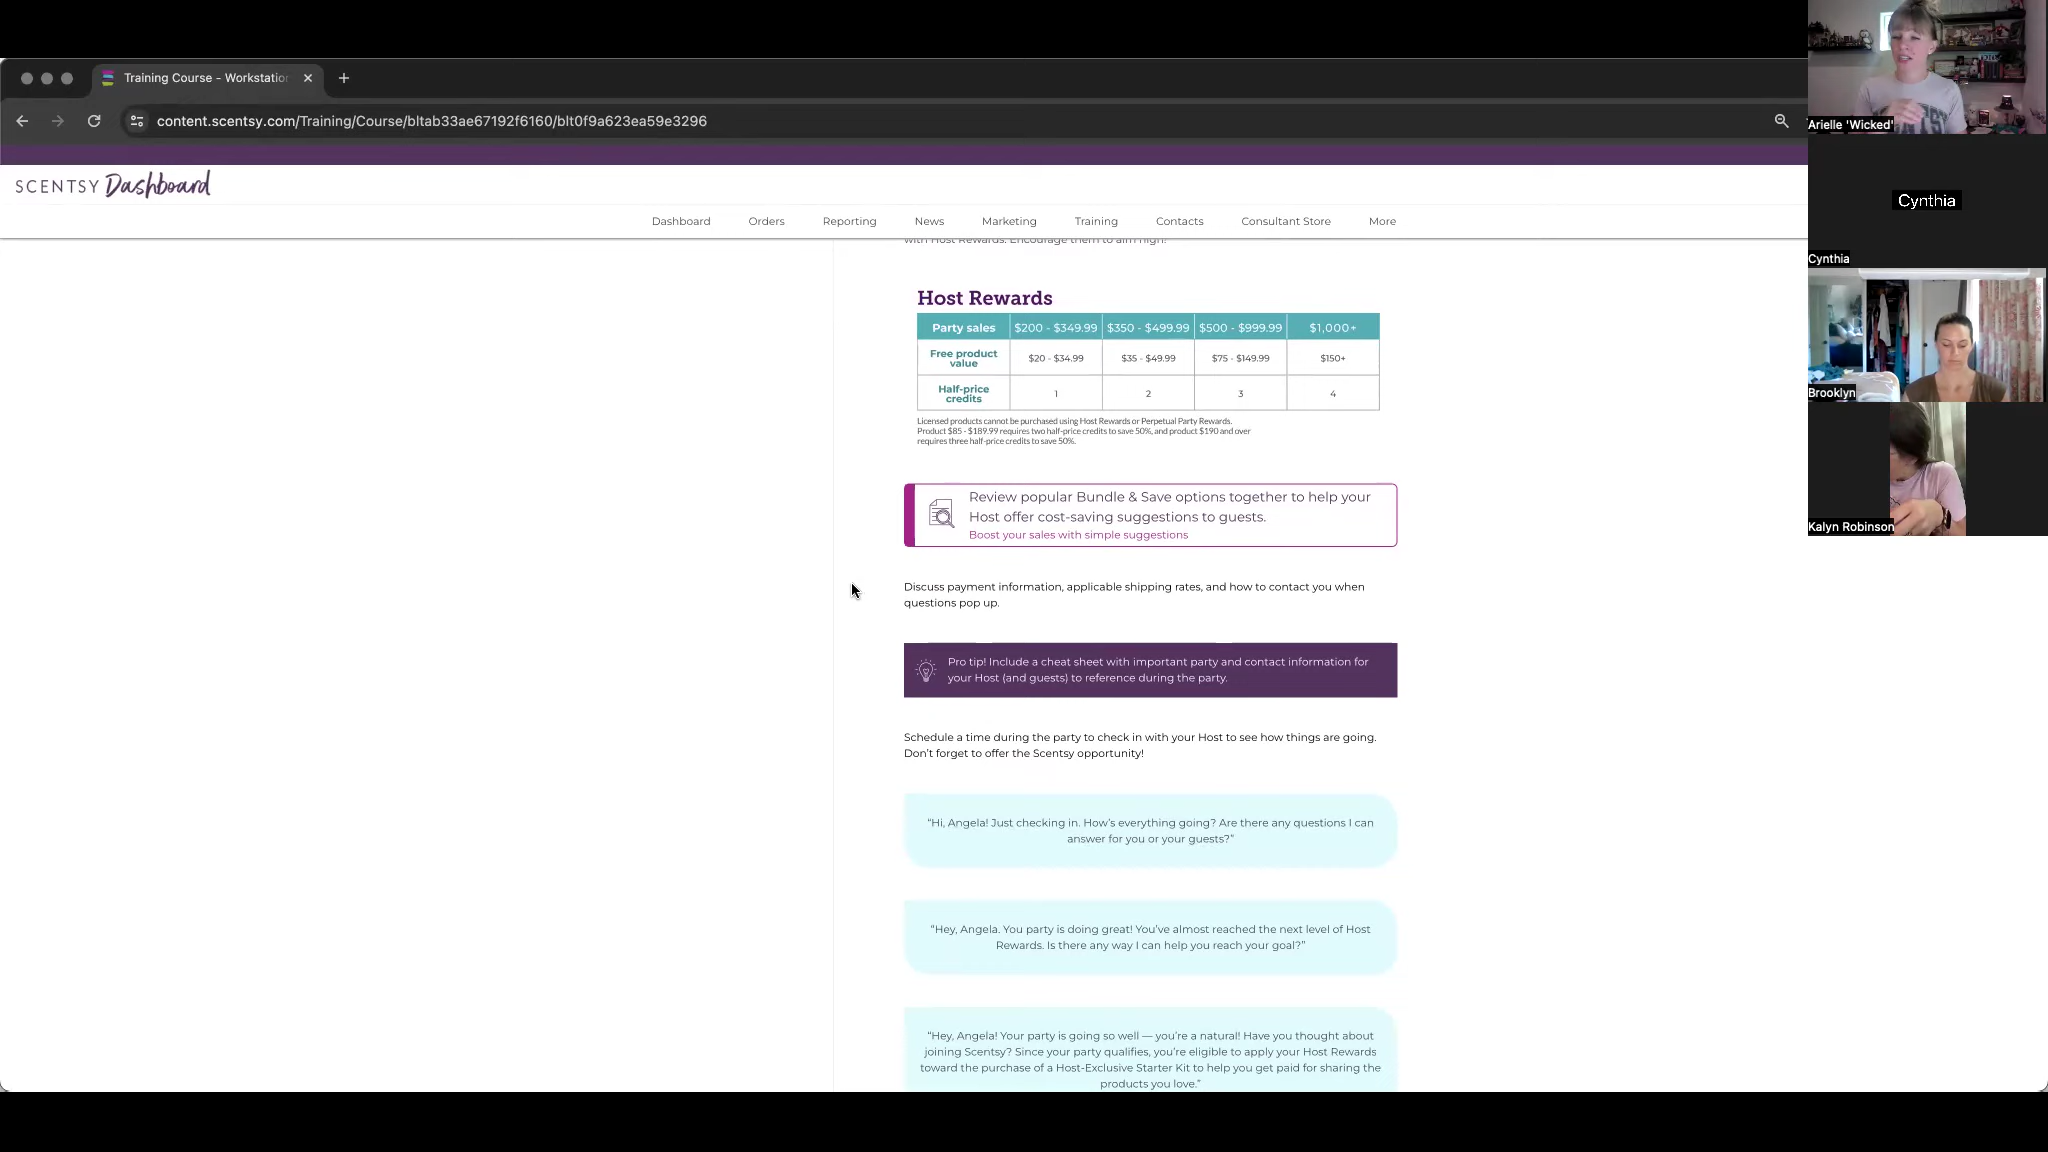 Training Course - Workstatio
content.scentsy.com/Training/Course/bltab33ae67192f6160/blt0f9a623ea59e3296
SCENTSY Dashboard
Dashboard Orders Reporting News Marketing Training Contacts Consultant Store More
with Host Rewards. Encourage them to aim high!
Host Rewards
Party sales $200 - $349.99 $350 - $499.99 $500 - $999.99 $1,000+
Free product value $20 - $34.99 $35 - $49.99 $75 - $149.99 $150+
Half-price credits 1 2 3 4
Licensed products cannot be purchased using Host Rewards or Perpetual Party Rewards.
Product $85 - $189.99 requires two half-price credits to save 50%, and product $190 and over
requires three half-price credits to save 50%.
Review popular Bundle & Save options together to help your
Host offer cost-saving suggestions to guests.
Boost your sales with simple suggestions
Discuss payment information, applicable shipping rates, and how to contact you when
questions pop up.
Pro tip! Include a cheat sheet with important party and contact information for
your Host (and guests) to reference during the party.
Schedule a time during the party to check in with your Host to see how things are going.
Don't forget to offer the Scentsy opportunity!
“Hi, Angela! Just checking in. How’s everything going? Are there any questions I can
answer for you or your guests?”
“Hey, Angela. You party is doing great! You’ve almost reached the next level of Host
Rewards. Is there any way I can help you reach your goal?”
“Hey, Angela! Your party is going so well — you’re a natural! Have you thought about
joining Scentsy? Since your party qualifies, you’re eligible to apply your Host Rewards
toward the purchase of a Host-Exclusive Starter Kit to help you get paid for sharing the
products you love.”
Arielle 'Wicked'
Cynthia
Cynthia
Brooklyn
Kalyn Robinson